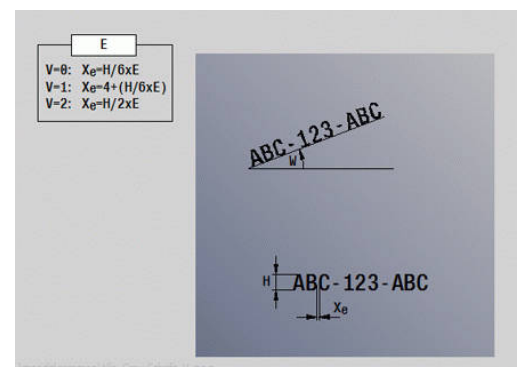 E
V=0: Xe=H/6xE
V=1: Xe=4+(H/6xE)
V=2: Xe=H/2xE
ABC-123-ABC
W
H
ABC-123-ABC
Xe